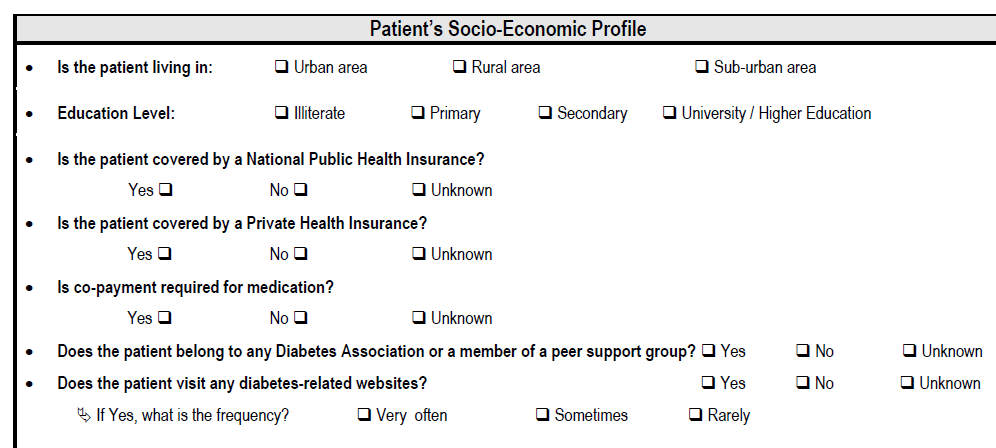 Patient's Socio-Economic Profile
• Is the patient living in: ❑ Urban area ❑ Rural area ❑ Sub-urban area
• Education Level: ❑ Illiterate ❑ Primary ❑ Secondary ❑ University / Higher Education
• Is the patient covered by a National Public Health Insurance?
Yes ❑ No ❑ ❑ Unknown
• Is the patient covered by a Private Health Insurance?
Yes ❑ No ❑ ❑ Unknown
• Is co-payment required for medication?
Yes ❑ No ❑ ❑ Unknown
• Does the patient belong to any Diabetes Association or a member of a peer support group? ❑ Yes ❑ No ❑ Unknown
• Does the patient visit any diabetes-related websites? ❑ Yes ❑ No ❑ Unknown
↳ If Yes, what is the frequency? ❑ Very often ❑ Sometimes ❑ Rarely